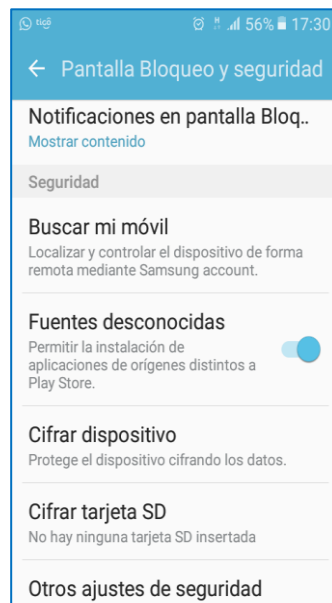 tigo 56% 17:30
Pantalla Bloqueo y seguridad
Notificaciones en pantalla Bloq..
Mostrar contenido
Seguridad
Buscar mi móvil
Localizar y controlar el dispositivo de forma
remota mediante Samsung account.
Fuentes desconocidas
Permitir la instalación de
aplicaciones de orígenes distintos a
Play Store.
Cifrar dispositivo
Protege el dispositivo cifrando los datos.
Cifrar tarjeta SD
No hay ninguna tarjeta SD insertada
Otros ajustes de seguridad